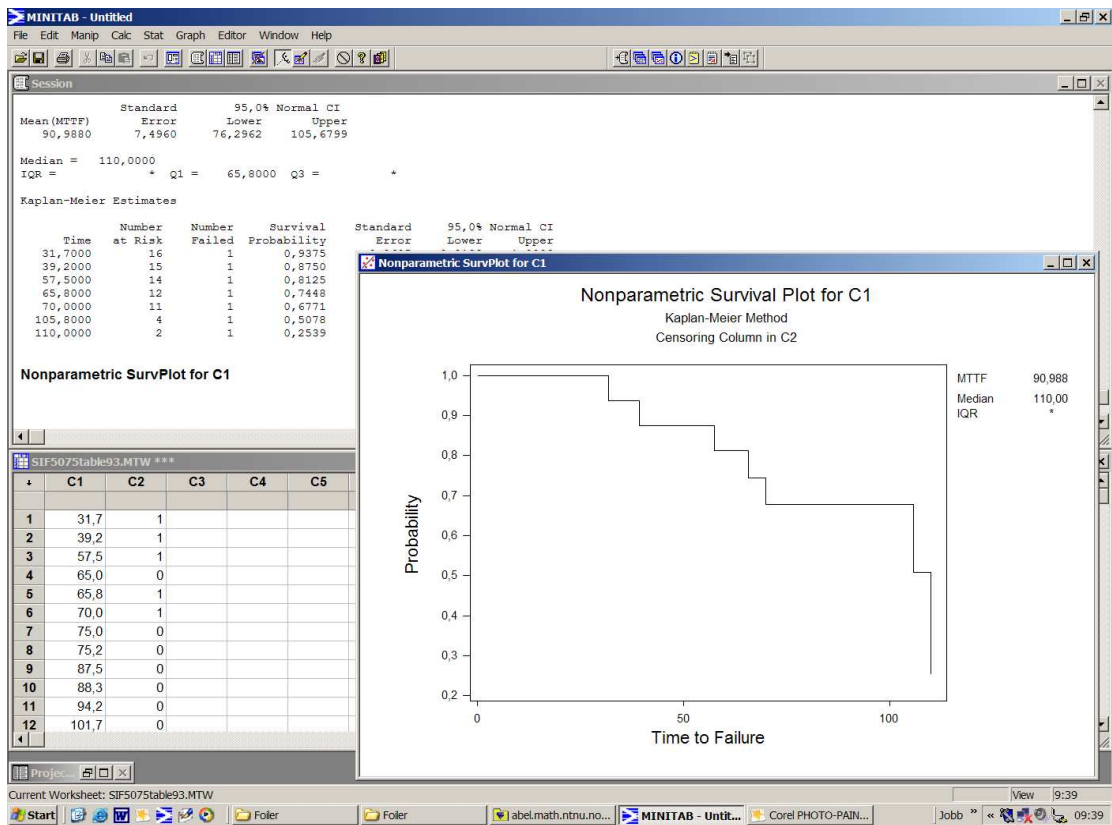 MINITAB - Untitled
File Edit Manip Calc Stat Graph Editor Window Help
Session
Standard 95,0% Normal CI
Mean(MTTF) Error Lower Upper
90,9880 7,4960 76,2962 105,6799
Median = 110,0000
IQR = * Q1 = 65,8000 Q3 = *
Kaplan-Meier Estimates
Number Number Survival Standard 95,0% Normal CI
Time at Risk Failed Probability Error Lower Upper
31,7000 16 1 0,9375
39,2000 15 1 0,8750
57,5000 14 1 0,8125
65,8000 12 1 0,7448
70,0000 11 1 0,6771
105,8000 4 1 0,5078
110,0000 2 1 0,2539
Nonparametric SurvPlot for C1
Nonparametric SurvPlot for C1
Nonparametric Survival Plot for C1
Kaplan-Meier Method
Censoring Column in C2
1,0
0,9
0,8
0,7
0,6
0,5
0,4
0,3
0,2
Probability
0 50 100
Time to Failure
MTTF 90,988
Median 110,00
IQR *
SIF5075table93.MTW ***
C1 C2 C3 C4 C5
1 31,7 1
2 39,2 1
3 57,5 1
4 65,0 0
5 65,8 1
6 70,0 1
7 75,0 0
8 75,2 0
9 87,5 0
10 88,3 0
11 94,2 0
12 101,7 0
Projec...
Current Worksheet: SIF5075table93.MTW View 9:39
Start Foiler Foiler abel.math.ntnu.no... MINITAB - Untit... Corel PHOTO-PAIN... Jobb » « 09:39